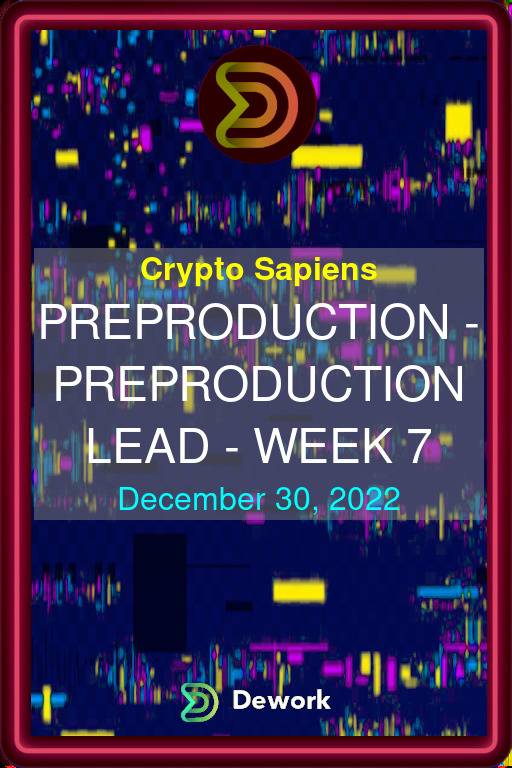 Crypto Sapiens
PREPRODUCTION -
PREPRODUCTION
LEAD - WEEK 7
December 30, 2022
Dework